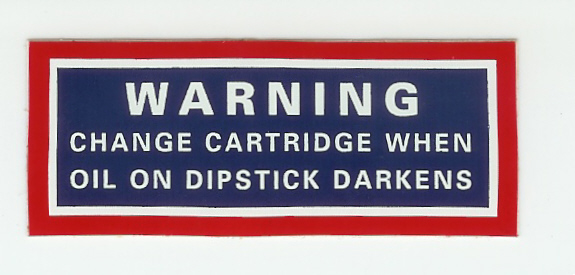 WARNING
CHANGE CARTRIDGE WHEN
OIL ON DIPSTICK DARKENS